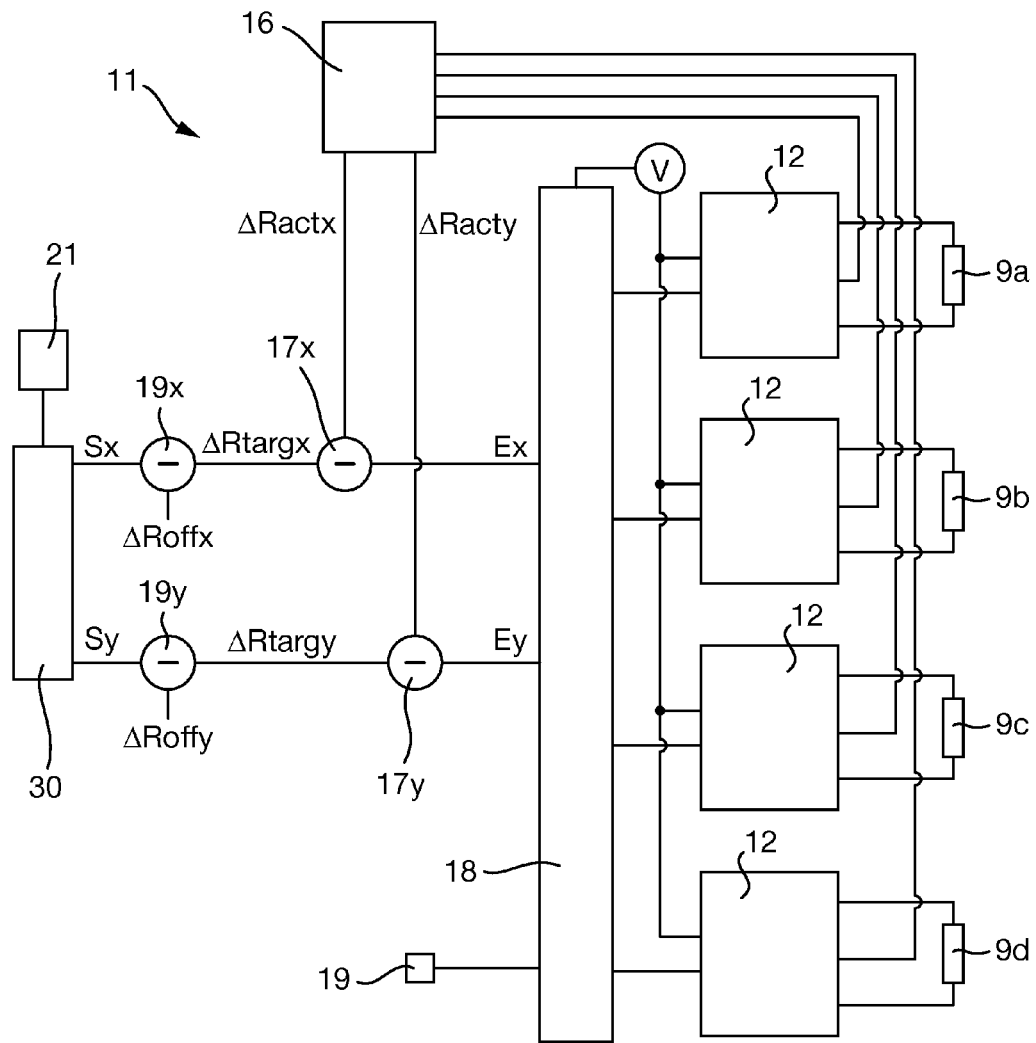 16
11
12
V
ΔRactx
ΔRacty
9a
21
17x
19x
12
Sx
ΔRtargx
Ex
9b
ΔRoffx
19y
12
Sy
ΔRtargy
Ey
9c
ΔRoffy
30
17y
12
18
19
9d